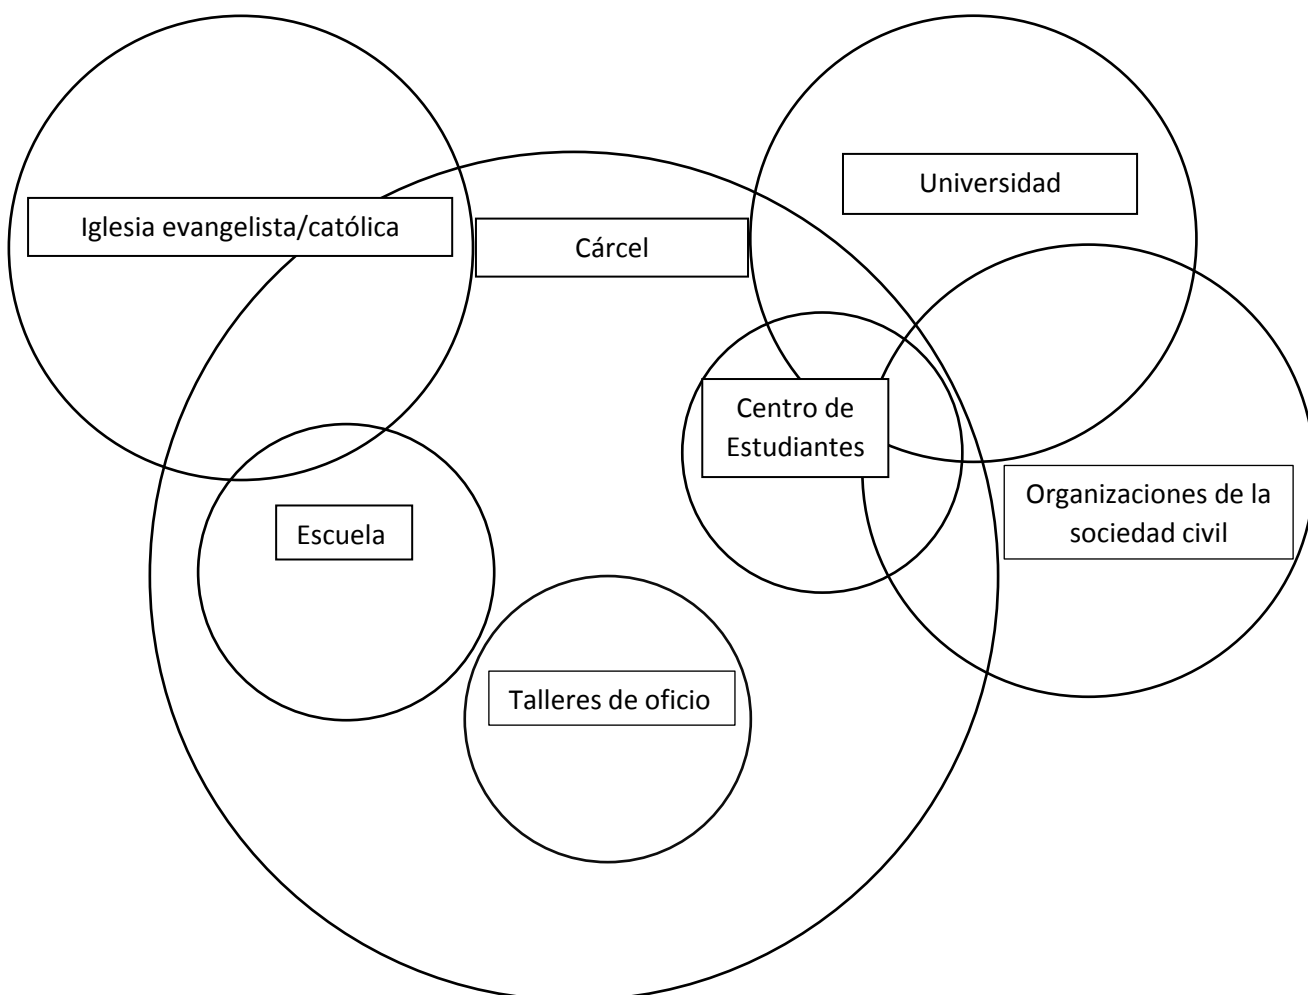 Universidad
Iglesia evangelista/católica
Cárcel
Centro de
Estudiantes
Organizaciones de la
sociedad civil
Escuela
Talleres de oficio